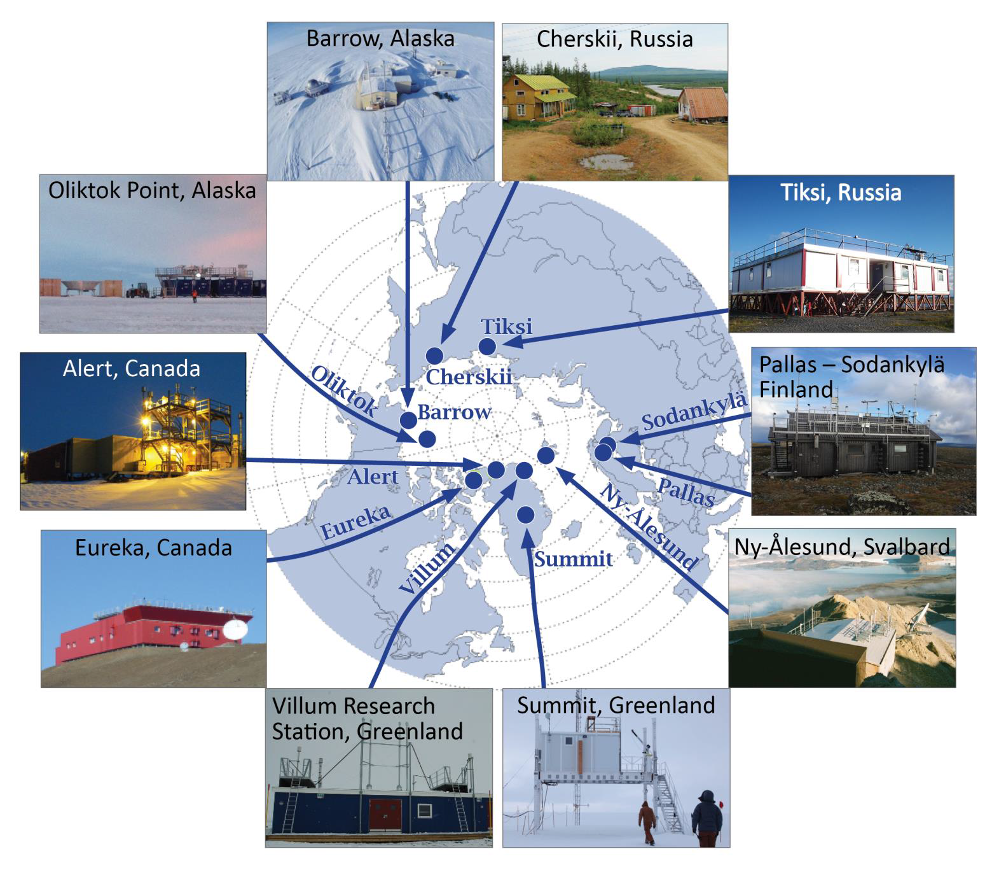 Barrow, Alaska
Cherskii, Russia
Oliktok Point, Alaska
Tiksi, Russia
Alert, Canada
Pallas – Sodankylä
Finland
Eureka, Canada
Ny-Ålesund, Svalbard
Villum Research
Station, Greenland
Summit, Greenland
Tiksi
Cherskii
Oliktok
Barrow
Sodankylä
Alert
Pallas
Ny-Ålesund
Eureka
Villum
Summit